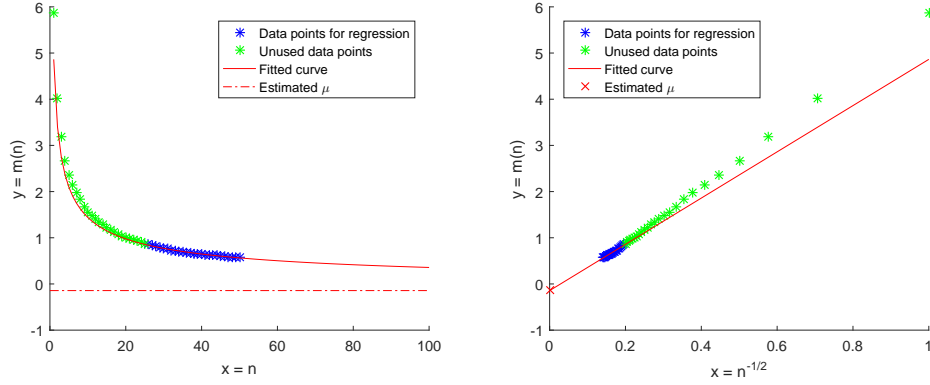 6
5
4
3
2
1
0
-1
0
20
40
60
80
100
y = m(n)
x = n
Data points for regression
Unused data points
Fitted curve
Estimated μ
6
5
4
3
2
1
0
-1
0
0.2
0.4
0.6
0.8
1
y = m(n)
x = n^{-1/2}
Data points for regression
Unused data points
Fitted curve
Estimated μ